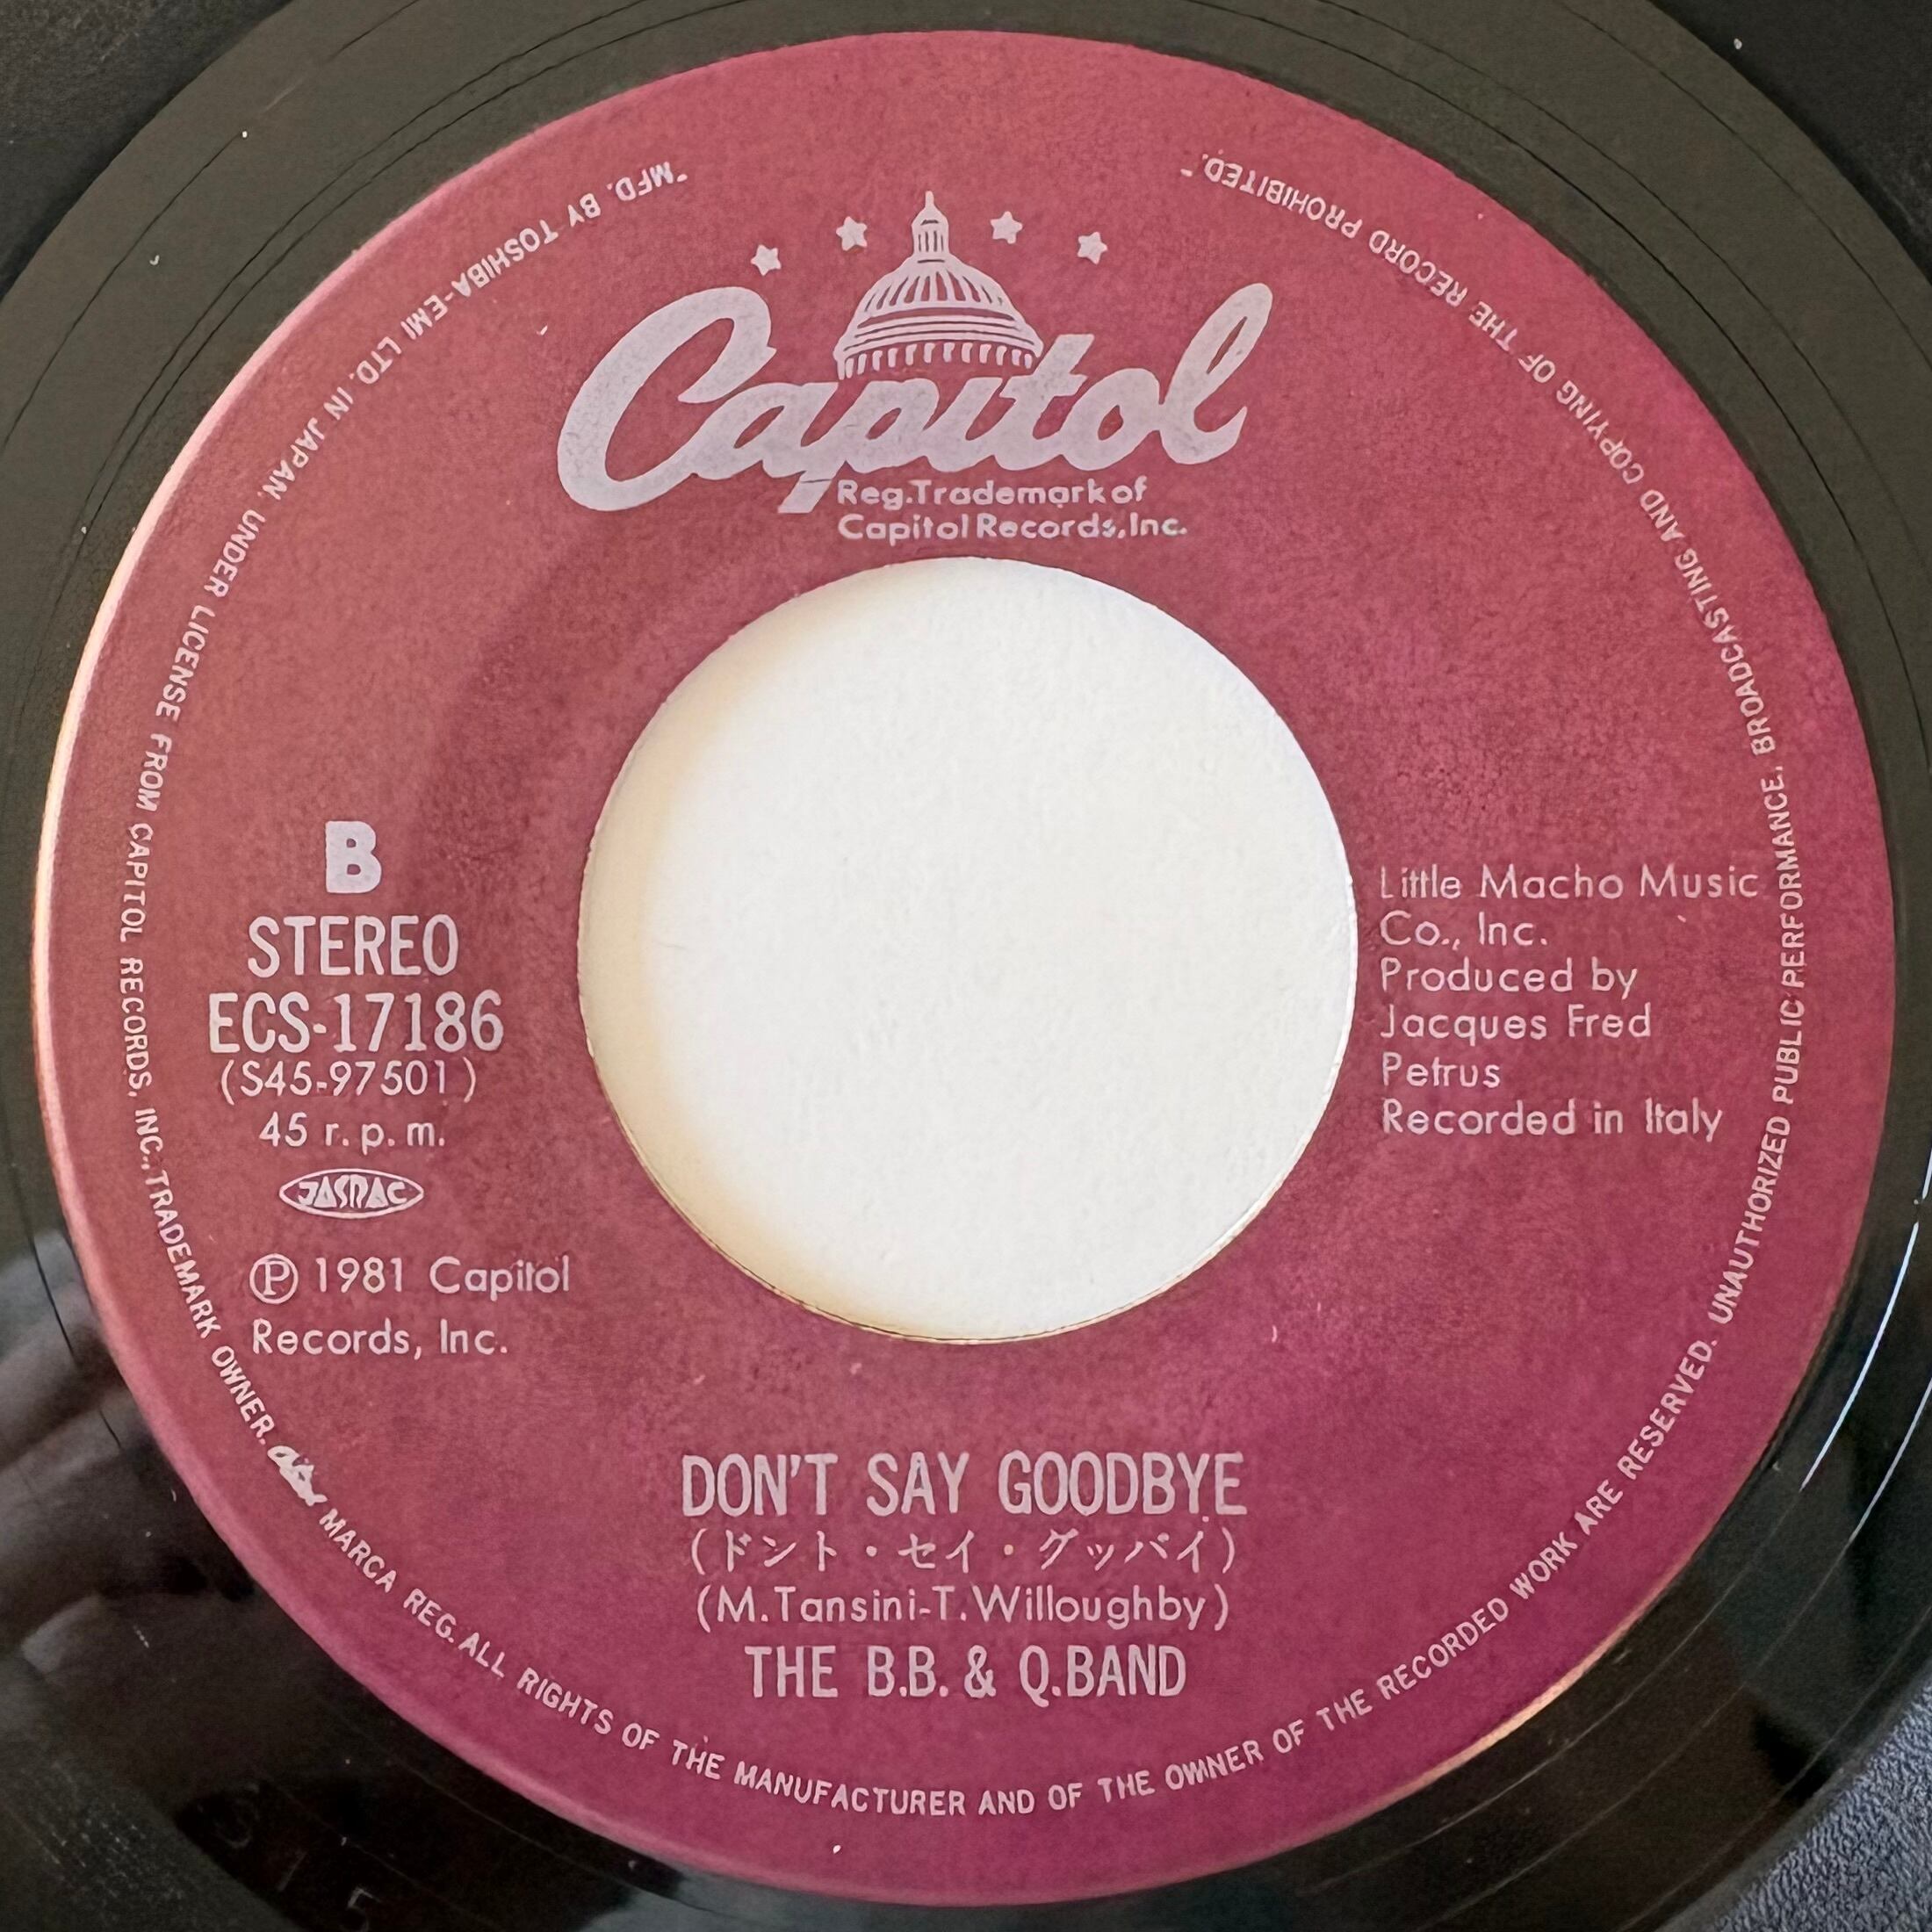 "MFD. BY TOSHIBA-EMI LTD. IN JAPAN. UNDER LICENSE FROM CAPITOL RECORDS, INC., TRADEMARK OWNER. Capitol MARCA REG. ALL RIGHTS OF THE MANUFACTURER AND OF THE OWNER OF THE RECORDED WORK ARE RESERVED. UNAUTHORIZED PUBLIC PERFORMANCE, BROADCASTING AND COPYING OF THE RECORD PROHIBITED."
Capitol
Reg.Trademark of
Capitol Records,Inc.
B
STEREO
ECS-17186
(S45-97501)
45 r.p.m.
JASRAC
Ⓟ 1981 Capitol
Records, Inc.
Little Macho Music
Co., Inc.
Produced by
Jacques Fred
Petrus
Recorded in Italy
DON'T SAY GOODBYE
(ドント・セイ・グッバイ)
(M.Tansini-T.Willoughby)
THE B.B. & Q.BAND